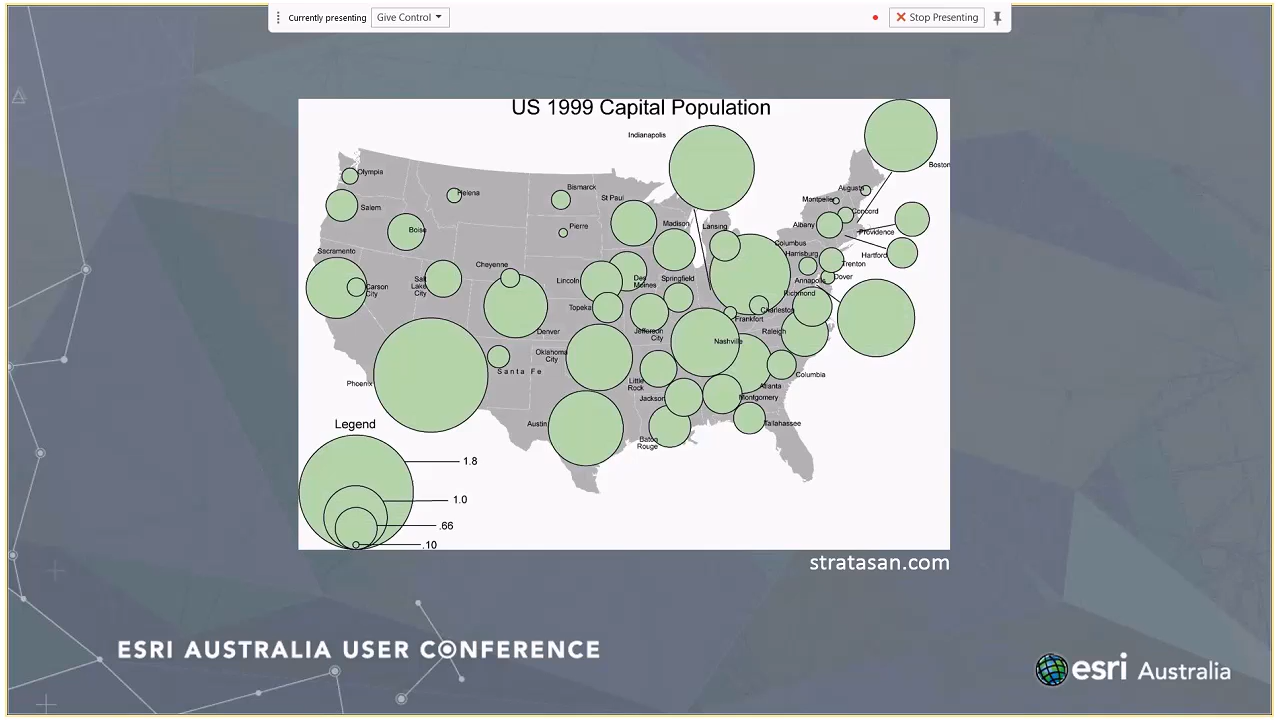 Currently presenting
Give Control
Stop Presenting
US 1999 Capital Population
Indianapolis
Boston
Olympia
Helena
Bismarck
St Paul
Augusta
Montpelier
Salem
Boise
Pierre
Madison
Lansing
Albany
Concord
Providence
Sacramento
Columbus
Harrisburg
Hartford
Cheyenne
Trenton
Salt
Lake
City
Carson
City
Lincoln
Des
Moines
Springfield
Annapolis
Dover
Topeka
Richmond
Charleston
Frankfort
Denver
Jefferson
City
Raleigh
Nashville
Oklahoma
City
Santa Fe
Phoenix
Little
Rock
Atlanta
Columbia
Jackson
Montgomery
Austin
Tallahassee
Baton
Rouge
Legend
1.8
1.0
.66
.10
stratasan.com
ESRI AUSTRALIA USER CONFERENCE
esri Australia